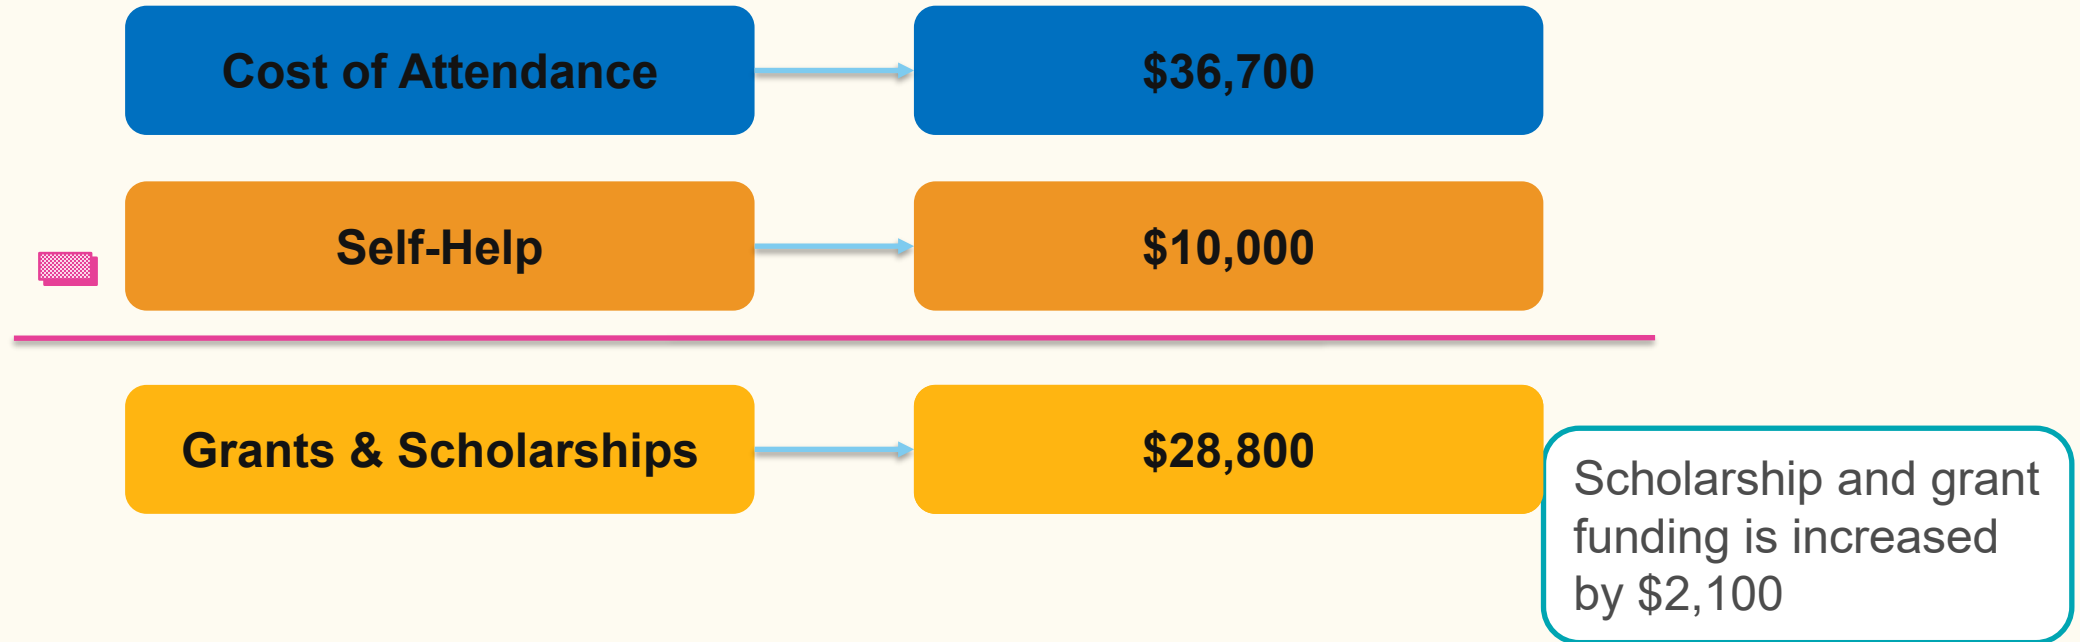 Cost of Attendance
$36,700
Self-Help
$10,000
Grants & Scholarships
$28,800
Scholarship and grant
funding is increased
by $2,100